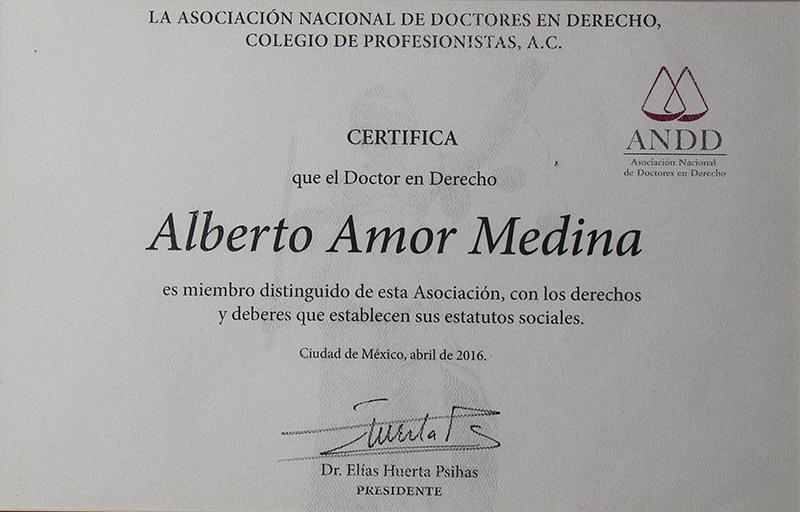 LA ASOCIACIÓN NACIONAL DE DOCTORES EN DERECHO,
COLEGIO DE PROFESIONISTAS, A.C.
ANDD
Asociación Nacional
de Doctores en Derecho
CERTIFICA
que el Doctor en Derecho
Alberto Amor Medina
es miembro distinguido de esta Asociación, con los derechos
y deberes que establecen sus estatutos sociales.
Ciudad de México, abril de 2016.
Dr. Elías Huerta Psihas
PRESIDENTE